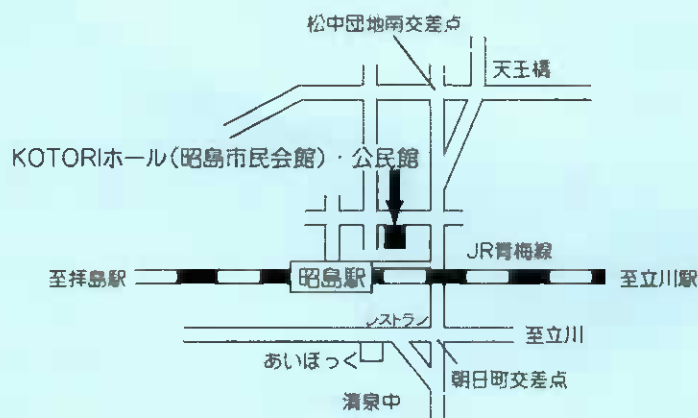 松中団地南交差点
天王橋
KOTORIホール(昭島市民会館)・公民館
JR青梅線
至拝島駅
昭島駅
至立川駅
レストラン
至立川
あいぽっく
朝日町交差点
清泉中